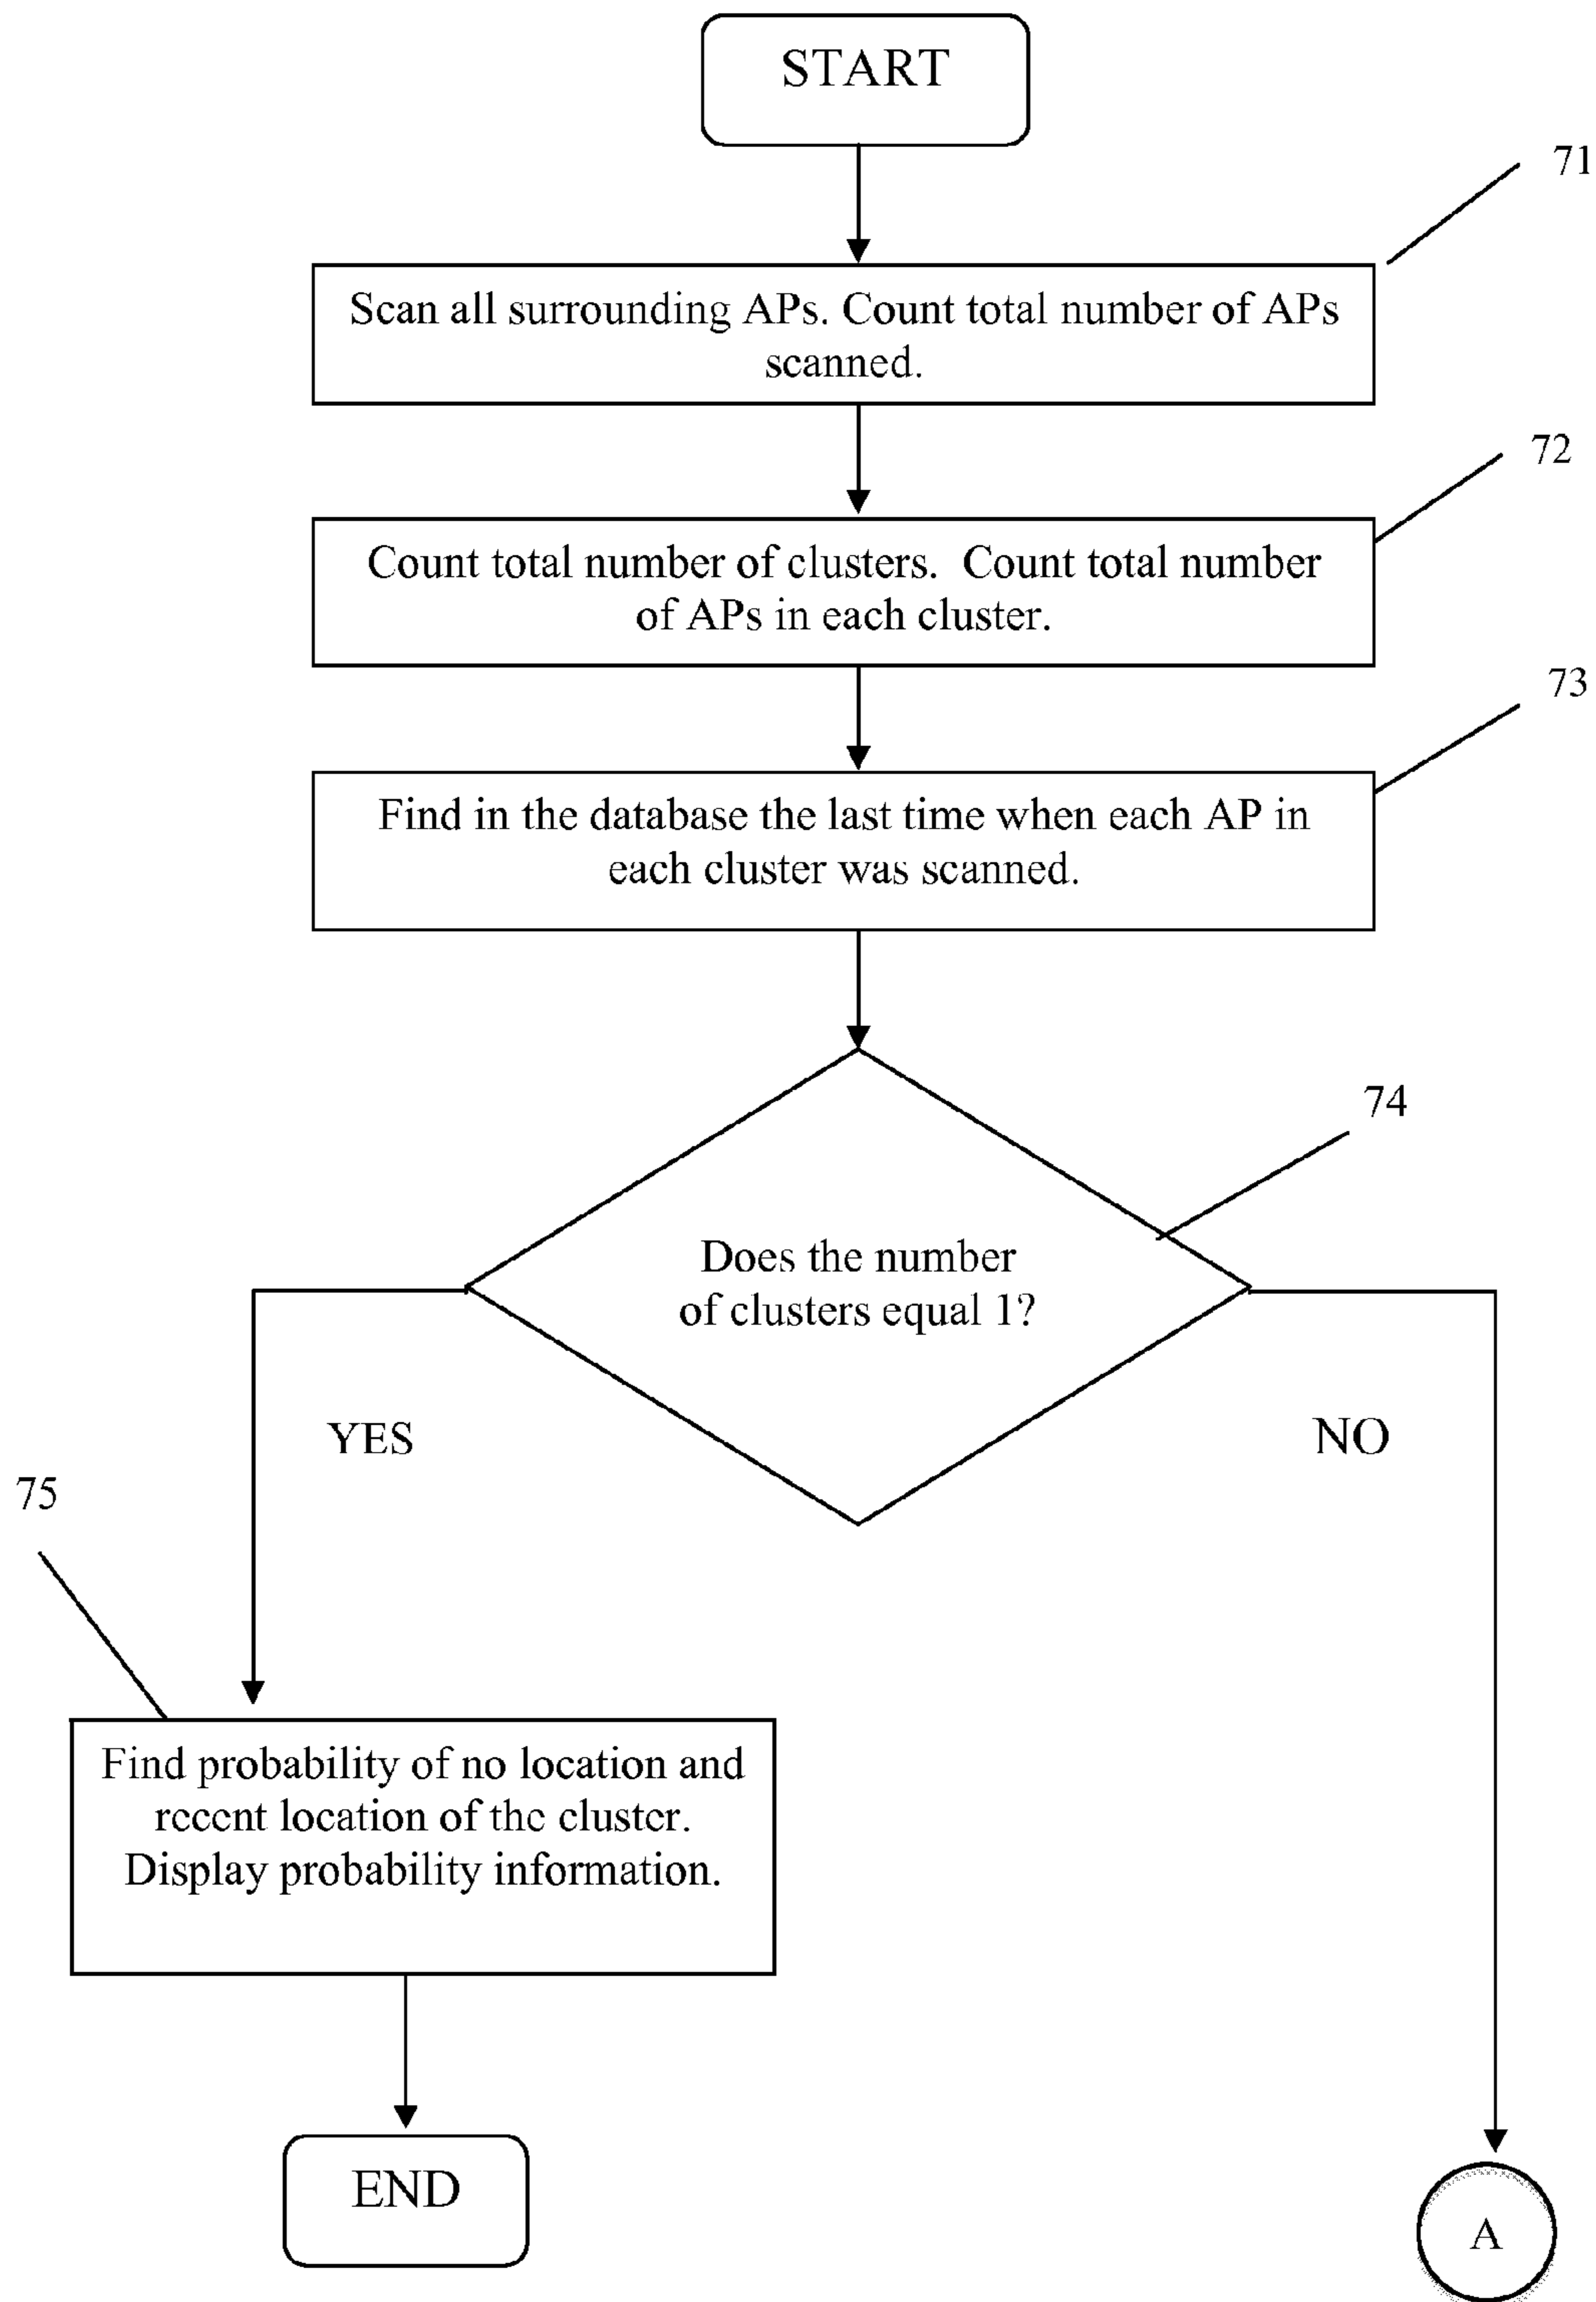 START
71
Scan all surrounding APs. Count total number of APs
scanned.
72
Count total number of clusters.  Count total number
of APs in each cluster.
73
Find in the database the last time when each AP in
each cluster was scanned.
74
Does the number
of clusters equal 1?
YES
NO
75
Find probability of no location and
recent location of the cluster.
Display probability information.
END
A